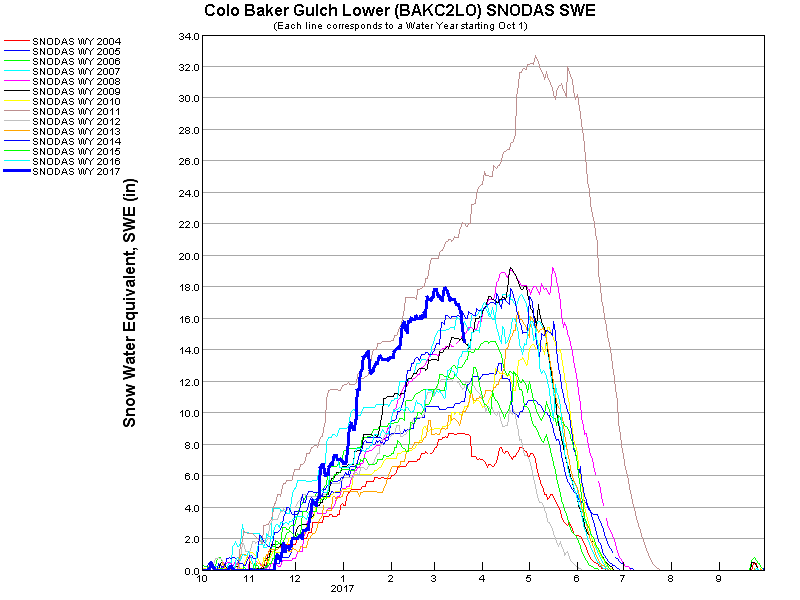 Colo Baker Gulch Lower (BAKC2LO) SNODAS SWE
(Each line corresponds to a Water Year starting Oct 1)
SNODAS WY 2004
SNODAS WY 2005
SNODAS WY 2006
SNODAS WY 2007
SNODAS WY 2008
SNODAS WY 2009
SNODAS WY 2010
SNODAS WY 2011
SNODAS WY 2012
SNODAS WY 2013
SNODAS WY 2014
SNODAS WY 2015
SNODAS WY 2016
SNODAS WY 2017
Snow Water Equivalent, SWE (in)
34.0
32.0
30.0
28.0
26.0
24.0
22.0
20.0
18.0
16.0
14.0
12.0
10.0
8.0
6.0
4.0
2.0
0.0
10 11 12 1 2 3 4 5 6 7 8 9
2017